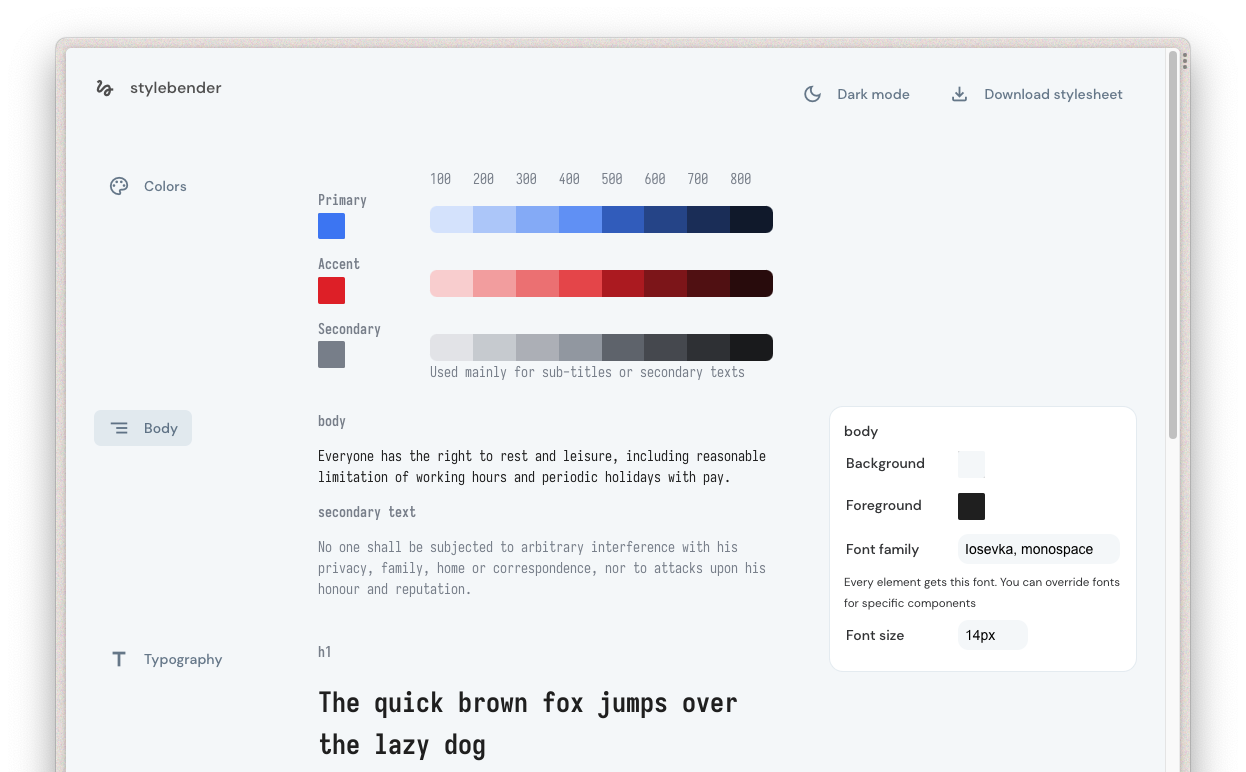 stylebender
Dark mode
Download stylesheet
Colors
100 200 300 400 500 600 700 800
Primary
Accent
Secondary
Used mainly for sub-titles or secondary texts
Body
body
Everyone has the right to rest and leisure, including reasonable
limitation of working hours and periodic holidays with pay.
secondary text
No one shall be subjected to arbitrary interference with his
privacy, family, home or correspondence, nor to attacks upon his
honour and reputation.
body
Background
Foreground
Font family
Iosevka, monospace
Every element gets this font. You can override fonts
for specific components
Font size
14px
Typography
h1
The quick brown fox jumps over
the lazy dog